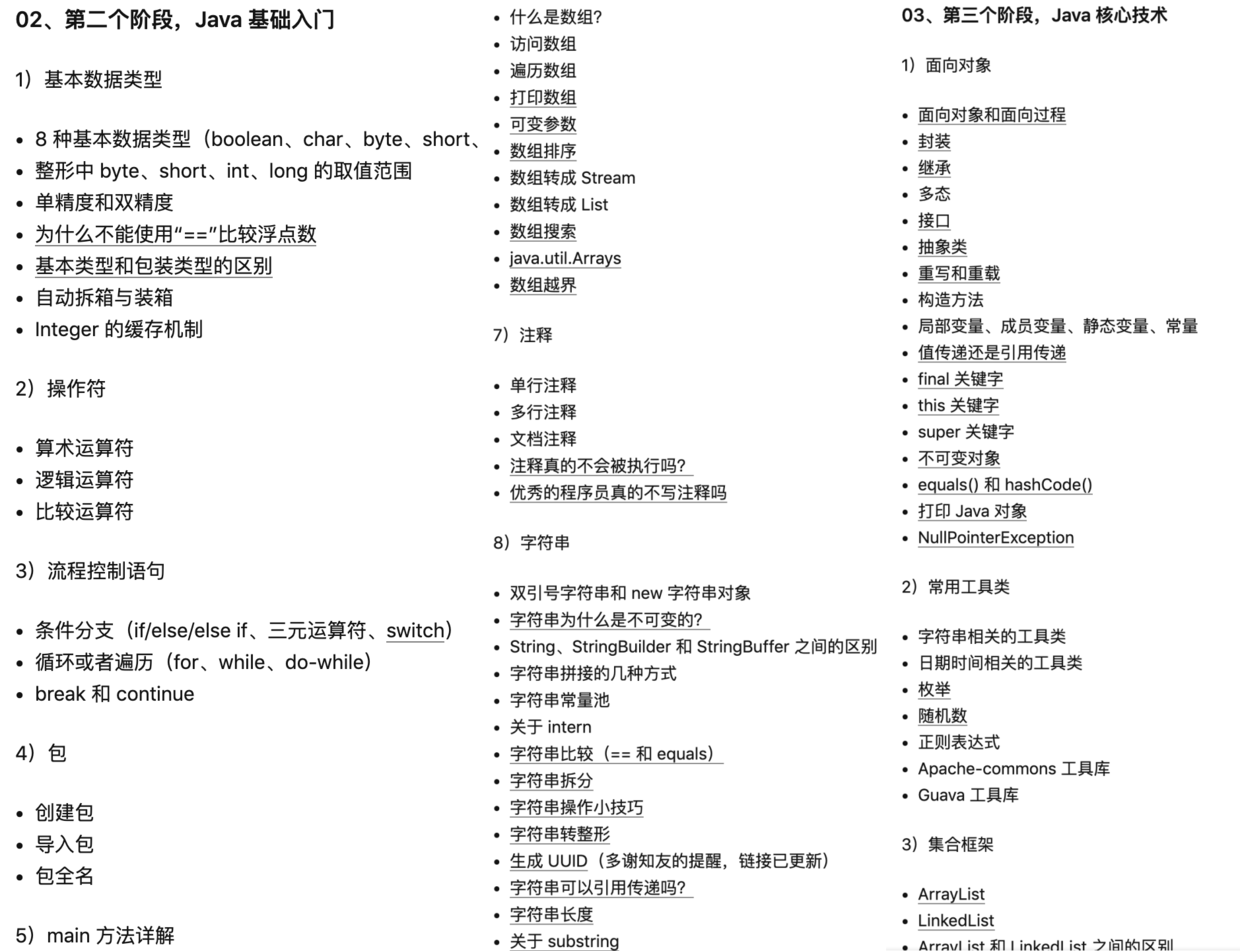 02、第二个阶段，Java 基础入门
1）基本数据类型
8 种基本数据类型（boolean、char、byte、short、
整形中 byte、short、int、long 的取值范围
单精度和双精度
为什么不能使用“==”比较浮点数
基本类型和包装类型的区别
自动拆箱与装箱
Integer 的缓存机制
2）操作符
算术运算符
逻辑运算符
比较运算符
3）流程控制语句
条件分支（if/else/else if、三元运算符、switch）
循环或者遍历（for、while、do-while）
break 和 continue
4）包
创建包
导入包
包全名
5）main 方法详解
什么是数组？
访问数组
遍历数组
打印数组
可变参数
数组排序
数组转成 Stream
数组转成 List
数组搜索
java.util.Arrays
数组越界
7）注释
单行注释
多行注释
文档注释
注释真的不会被执行吗？
优秀的程序员真的不写注释吗
8）字符串
双引号字符串和 new 字符串对象
字符串为什么是不可变的？
String、StringBuilder 和 StringBuffer 之间的区别
字符串拼接的几种方式
字符串常量池
关于 intern
字符串比较（== 和 equals）
字符串拆分
字符串操作小技巧
字符串转整形
生成 UUID（多谢知友的提醒，链接已更新）
字符串可以引用传递吗？
字符串长度
关于 substring
03、第三个阶段，Java 核心技术
1）面向对象
面向对象和面向过程
封装
继承
多态
接口
抽象类
重写和重载
构造方法
局部变量、成员变量、静态变量、常量
值传递还是引用传递
final 关键字
this 关键字
super 关键字
不可变对象
equals() 和 hashCode()
打印 Java 对象
NullPointerException
2）常用工具类
字符串相关的工具类
日期时间相关的工具类
枚举
随机数
正则表达式
Apache-commons 工具库
Guava 工具库
3）集合框架
ArrayList
LinkedList
ArrayList 和 LinkedList 之间的区别